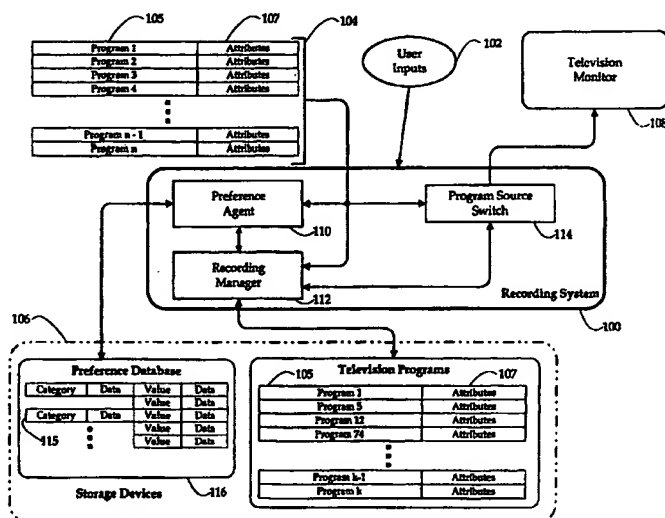 105
107
104
Program 1 Attributes
Program 2 Attributes
Program 3 Attributes
Program 4 Attributes
Program n - 1 Attributes
Program n Attributes
User
Inputs
102
Television
Monitor
108
Preference
Agent
110
Program Source
Switch
114
Recording
Manager
112
Recording System
100
106
Preference Database
Category Data Value Data
Value Data
Category Data Value Data
Value Data
Value Data
115
Storage Devices
116
Television Programs
105
107
Program 1 Attributes
Program 5 Attributes
Program 12 Attributes
Program 74 Attributes
Program k-1 Attributes
Program k Attributes